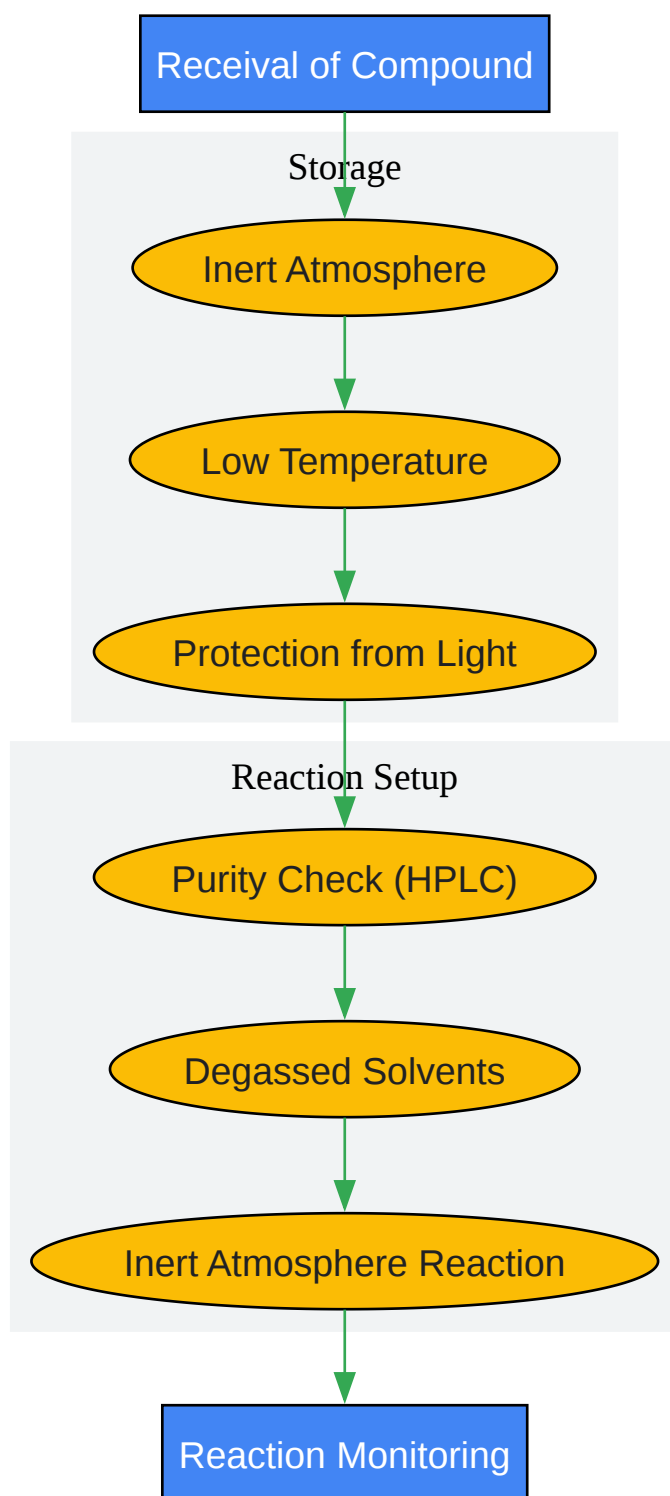 Receival of Compound
Storage
Inert Atmosphere
Low Temperature
Protection from Light
Reaction Setup
Purity Check (HPLC)
Degassed Solvents
Inert Atmosphere Reaction
Reaction Monitoring